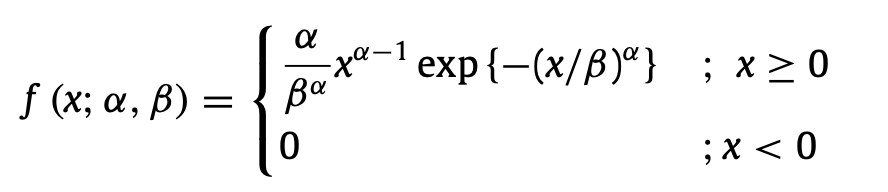 f (x; α, β) = { α/β^α x^{α−1} exp {−(x/β)^α} ; x ≥ 0
0 ; x < 0